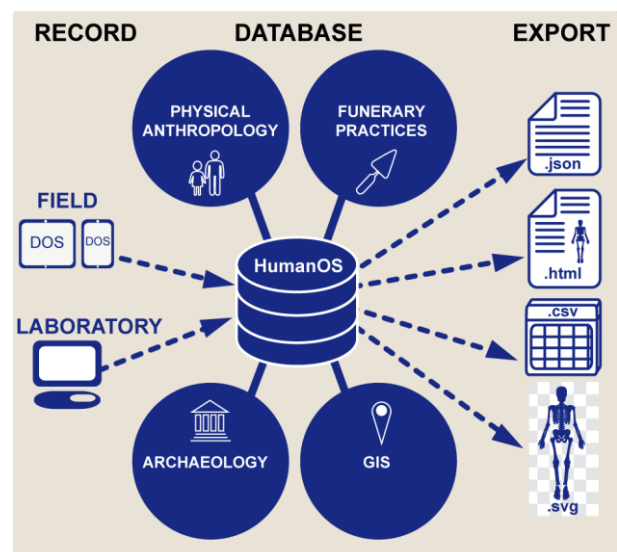 RECORD
DATABASE
EXPORT
PHYSICAL
ANTHROPOLOGY
FUNERARY
PRACTICES
.json
FIELD
DOS
DOS
HumanOS
.html
LABORATORY
.CSV
ARCHAEOLOGY
GIS
.svg